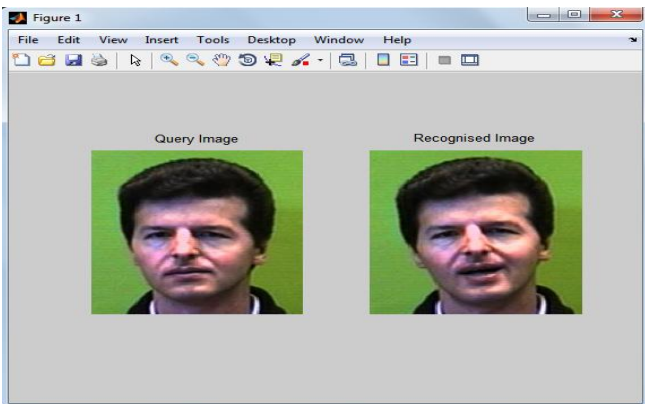 Figure 1
File Edit View Insert Tools Desktop Window Help
Query Image
Recognised Image